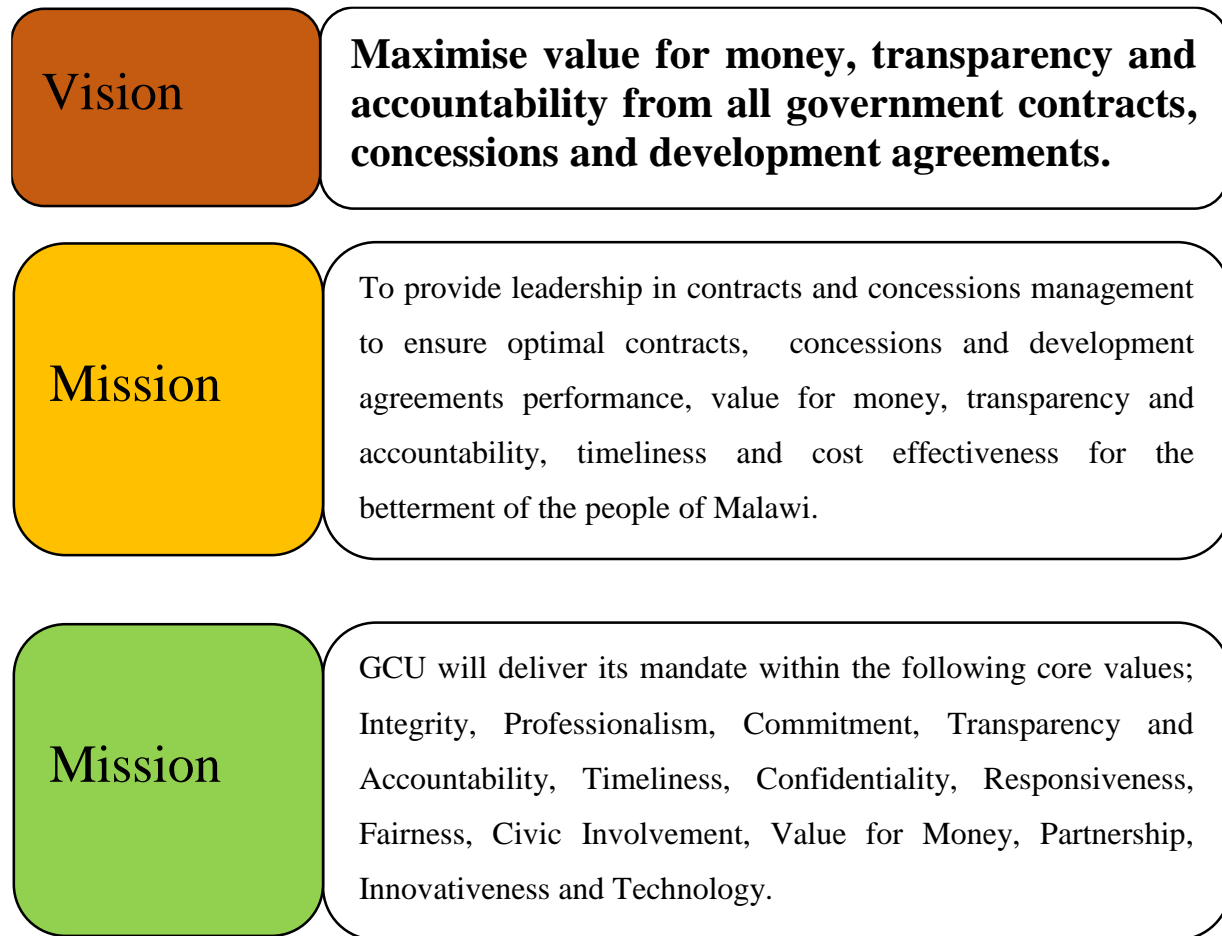 Vision
Maximise value for money, transparency and
accountability from all government contracts,
concessions and development agreements.
Mission
To provide leadership in contracts and concessions management
to ensure optimal contracts, concessions and development
agreements performance, value for money, transparency and
accountability, timeliness and cost effectiveness for the
betterment of the people of Malawi.
Mission
GCU will deliver its mandate within the following core values;
Integrity, Professionalism, Commitment, Transparency and
Accountability, Timeliness, Confidentiality, Responsiveness,
Fairness, Civic Involvement, Value for Money, Partnership,
Innovativeness and Technology.